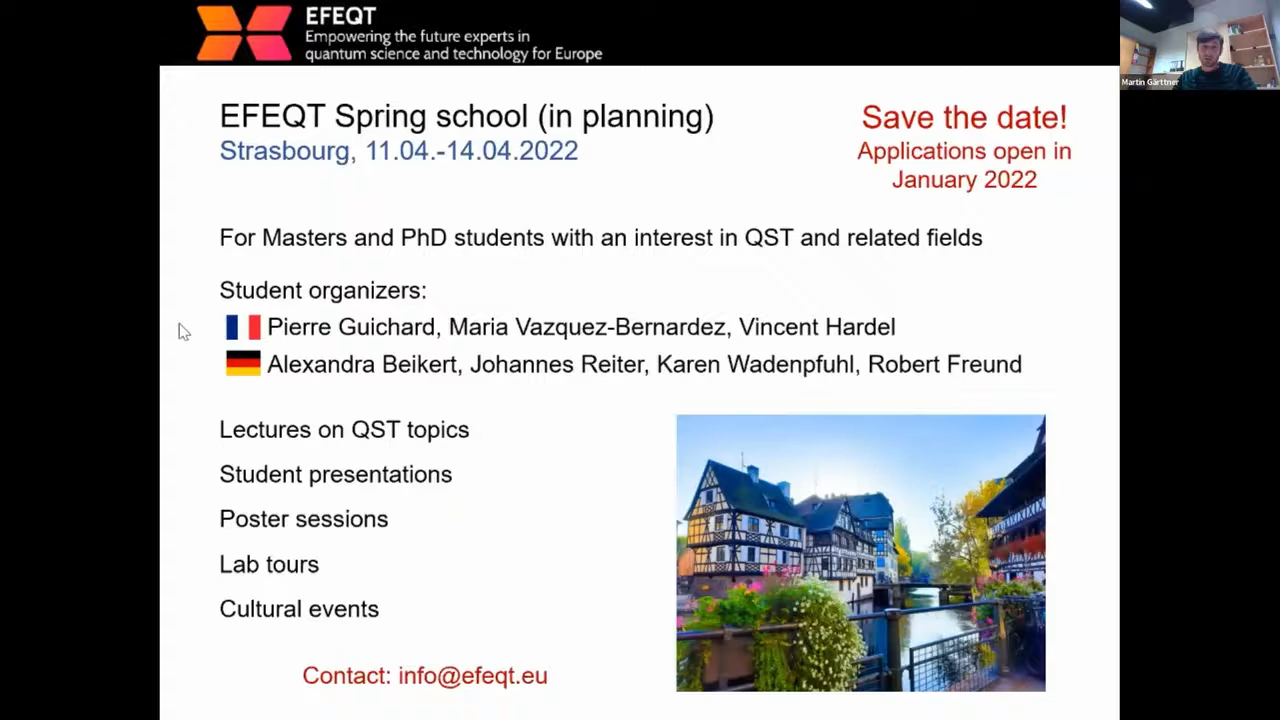 EFEQT
Empowering the future experts in
quantum science and technology for Europe
Martin Gärttner
EFEQT Spring school (in planning)
Strasbourg, 11.04.-14.04.2022
Save the date!
Applications open in
January 2022
For Masters and PhD students with an interest in QST and related fields
Student organizers:
Pierre Guichard, Maria Vazquez-Bernardez, Vincent Hardel
Alexandra Beikert, Johannes Reiter, Karen Wadenpfuhl, Robert Freund
Lectures on QST topics
Student presentations
Poster sessions
Lab tours
Cultural events
Contact: info@efeqt.eu